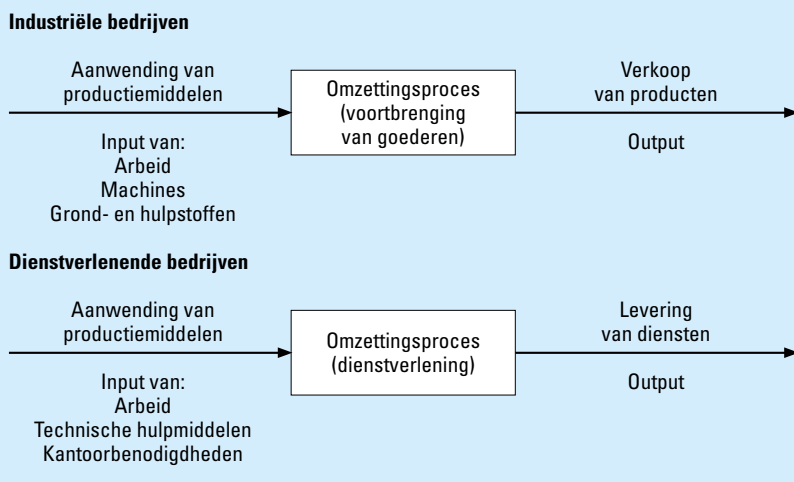 Industriële bedrijven
Aanwending van
productiemiddelen
Input van:
Arbeid
Machines
Grond- en hulpstoffen
Omzettingsproces
(voortbrenging
van goederen)
Verkoop
van producten
Output
Dienstverlenende bedrijven
Aanwending van
productiemiddelen
Input van:
Arbeid
Technische hulpmiddelen
Kantoorbenodigdheden
Omzettingsproces
(dienstverlening)
Levering
van diensten
Output